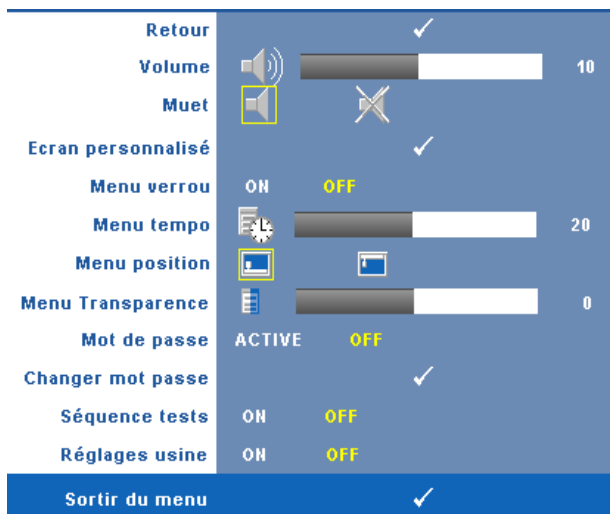 Retour
Volume 10
Muet
Ecran personnalisé
Menu verrou ON OFF
Menu tempo 20
Menu position
Menu Transparence 0
Mot de passe ACTIVE OFF
Changer mot passe
Séquence tests ON OFF
Réglages usine ON OFF
Sortir du menu